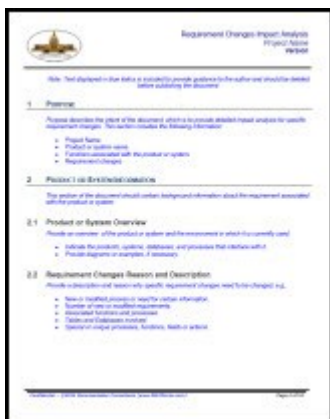 Requirement Changes Impact Analysis
Project Name
Version
Note: Text displayed in blue italics is included to provide guidance to the author and should be deleted
before publishing the document
1 PURPOSE
Purpose describes the intent of the document, which is to provide detailed impact analysis for specific
requirement changes. This section includes the following information:
Project Name
Product or system name
Functions associated with the product or system
Requirement changes
2 PRODUCT OR SYSTEM INFORMATION
This section of the document should contain background information about the requirement associated
with the product or system.
2.1 Product or System Overview
Provide an overview of the product or system and the environment in which it is currently used.
Indicate the products, systems, databases, and processes that interface with it.
Provide diagrams or examples, if necessary.
2.2 Requirement Changes Reason and Description
Provide a description and reason why specific requirement changes need to be changed, e.g.,
New or modified process or need for certain information.
Number of new or modified requirements
Associated functions and processes
Tables and Databases involved
Special or unique processes, functions, fields or actions